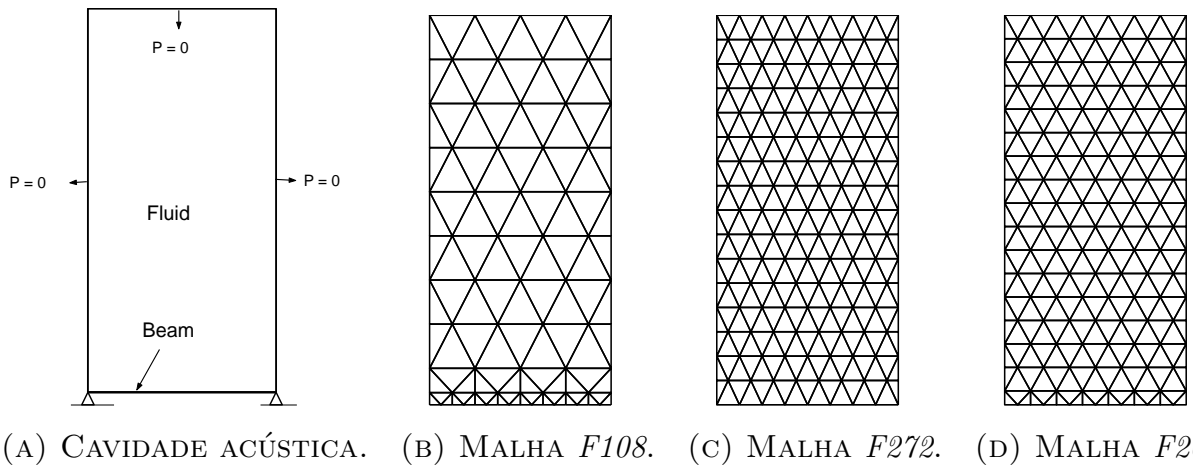 P = 0
P = 0
P = 0
Fluid
Beam
(A) CAVIDADE ACÚSTICA. (B) MALHA F108. (C) MALHA F272. (D) MALHA F2